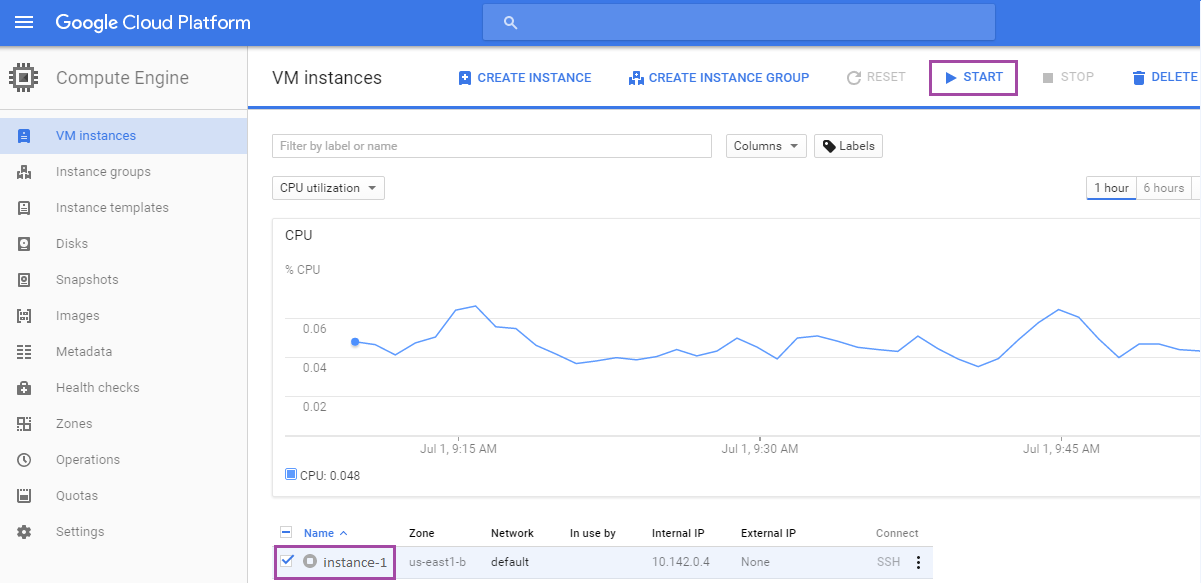 Google Cloud Platform
Compute Engine
VM instances CREATE INSTANCE CREATE INSTANCE GROUP RESET START STOP DELETE
VM instances
Instance groups
Instance templates
Disks
Snapshots
Images
Metadata
Health checks
Zones
Operations
Quotas
Settings
Filter by label or name Columns Labels
CPU utilization 1 hour 6 hours
CPU
% CPU
0.06
0.04
0.02
Jul 1, 9:15 AM Jul 1, 9:30 AM Jul 1, 9:45 AM
CPU: 0.048
Name Zone Network In use by Internal IP External IP Connect
instance-1 us-east1-b default 10.142.0.4 None SSH